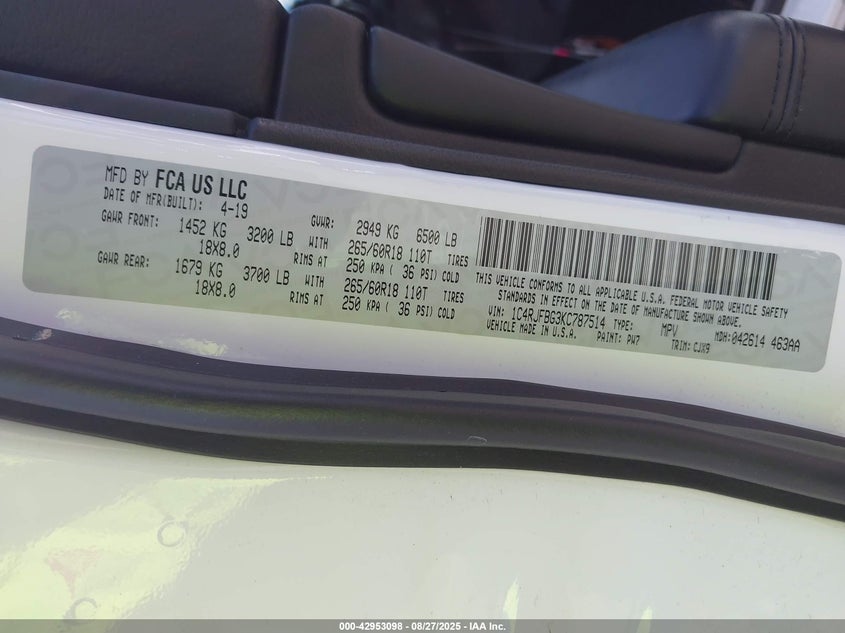 MFD BY FCA US LLC
DATE OF MFR(BUILT): 4-19
GAWR FRONT: 1452 KG 3200 LB WITH 265/60R18 110T TIRES
18X8.0 RIMS AT 250 KPA ( 36 PSI) COLD
GAWR REAR: 1679 KG 3700 LB WITH 265/60R18 110T TIRES
18X8.0 RIMS AT 250 KPA ( 36 PSI) COLD
GVWR: 2949 KG 6500 LB
THIS VEHICLE CONFORMS TO ALL APPLICABLE U.S.A. FEDERAL MOTOR VEHICLE SAFETY
STANDARDS IN EFFECT ON THE DATE OF MANUFACTURE SHOWN ABOVE.
VIN: 1C4RJFBG3KC787514 TYPE: MPV MDH:042614 463AA
VEHICLE MADE IN U.S.A. PAINT: PW7 TRIM: CJX9
000-42953098 - 08/27/2025 - IAA Inc.